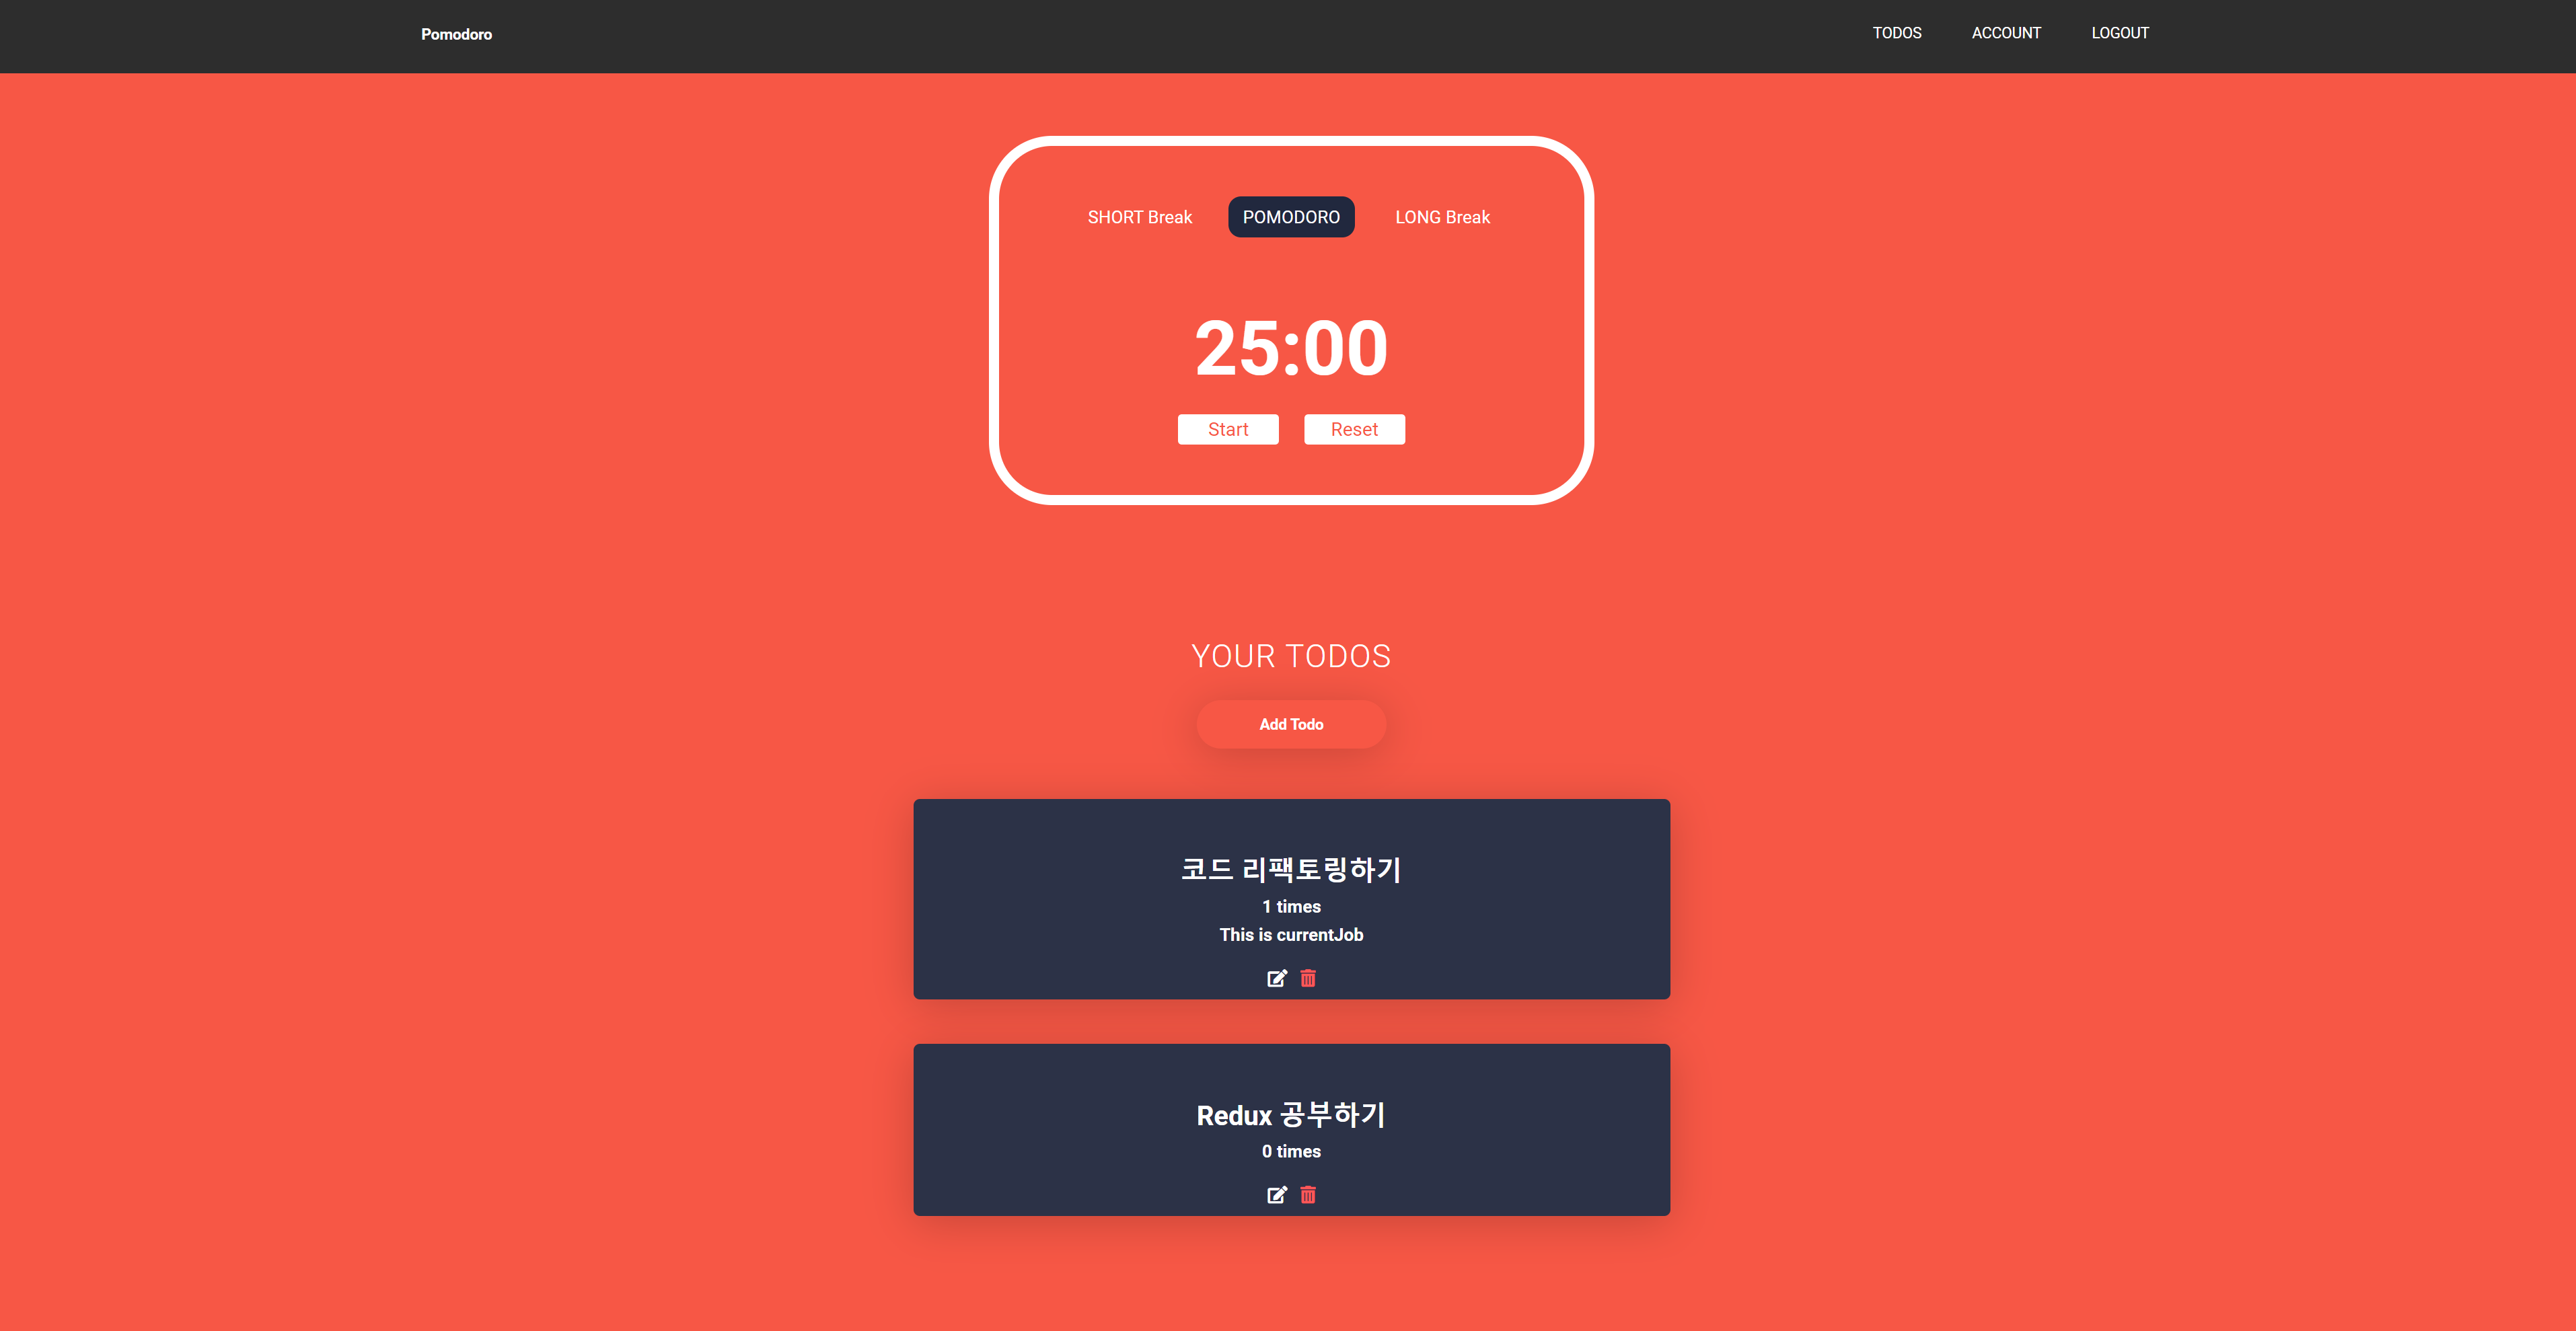 Pomodoro
TODOS ACCOUNT LOGOUT
SHORT Break POMODORO LONG Break
25:00
Start Reset
YOUR TODOS
Add Todo
코드 리팩토링하기
1 times
This is currentJob
Redux 공부하기
0 times